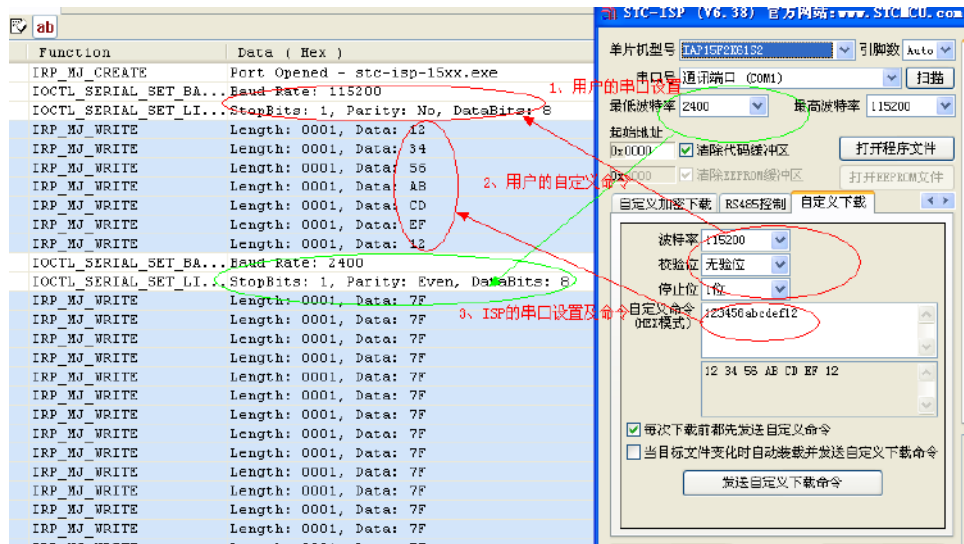 ab
Function Data ( Hex )
IRP_MJ_CREATE Port Opened - stc-isp-15xx.exe
IOCTL_SERIAL_SET_BA...Baud Rate: 115200
IOCTL_SERIAL_SET_LI...StopBits: 1, Parity: No, DataBits: 8
IRP_MJ_WRITE Length: 0001, Data: 12
IRP_MJ_WRITE Length: 0001, Data: 34
IRP_MJ_WRITE Length: 0001, Data: 56
IRP_MJ_WRITE Length: 0001, Data: AB
IRP_MJ_WRITE Length: 0001, Data: CD
IRP_MJ_WRITE Length: 0001, Data: EF
IRP_MJ_WRITE Length: 0001, Data: 12
IOCTL_SERIAL_SET_BA...Baud Rate: 2400
IOCTL_SERIAL_SET_LI...StopBits: 1, Parity: Even, DataBits: 8
IRP_MJ_WRITE Length: 0001, Data: 7F
IRP_MJ_WRITE Length: 0001, Data: 7F
IRP_MJ_WRITE Length: 0001, Data: 7F
IRP_MJ_WRITE Length: 0001, Data: 7F
IRP_MJ_WRITE Length: 0001, Data: 7F
IRP_MJ_WRITE Length: 0001, Data: 7F
IRP_MJ_WRITE Length: 0001, Data: 7F
IRP_MJ_WRITE Length: 0001, Data: 7F
IRP_MJ_WRITE Length: 0001, Data: 7F
IRP_MJ_WRITE Length: 0001, Data: 7F
IRP_MJ_WRITE Length: 0001, Data: 7F
IRP_MJ_WRITE Length: 0001, Data: 7F
1、用户的串口设置
2、用户的自定义命令
3、ISP的串口设置及命令
STC-ISP (V6.38) 官方网站:www.STCMCU.com
单片机型号 IAP15F2K61S2 引脚数 Auto
串口号 通讯端口 (COM1) 扫描
最低波特率 2400 最高波特率 115200
起始地址
0x0000 清除代码缓冲区 打开程序文件
0x0000 清除EEPROM缓冲区 打开EEPROM文件
自定义加密下载 RS485控制 自定义下载
波特率 115200
校验位 无验位
停止位 1位
自定义命令 123456abcdef12
(HEX模式)
12 34 56 AB CD EF 12
每次下载前都先发送自定义命令
当目标文件变化时自动装载并发送自定义下载命令
发送自定义下载命令